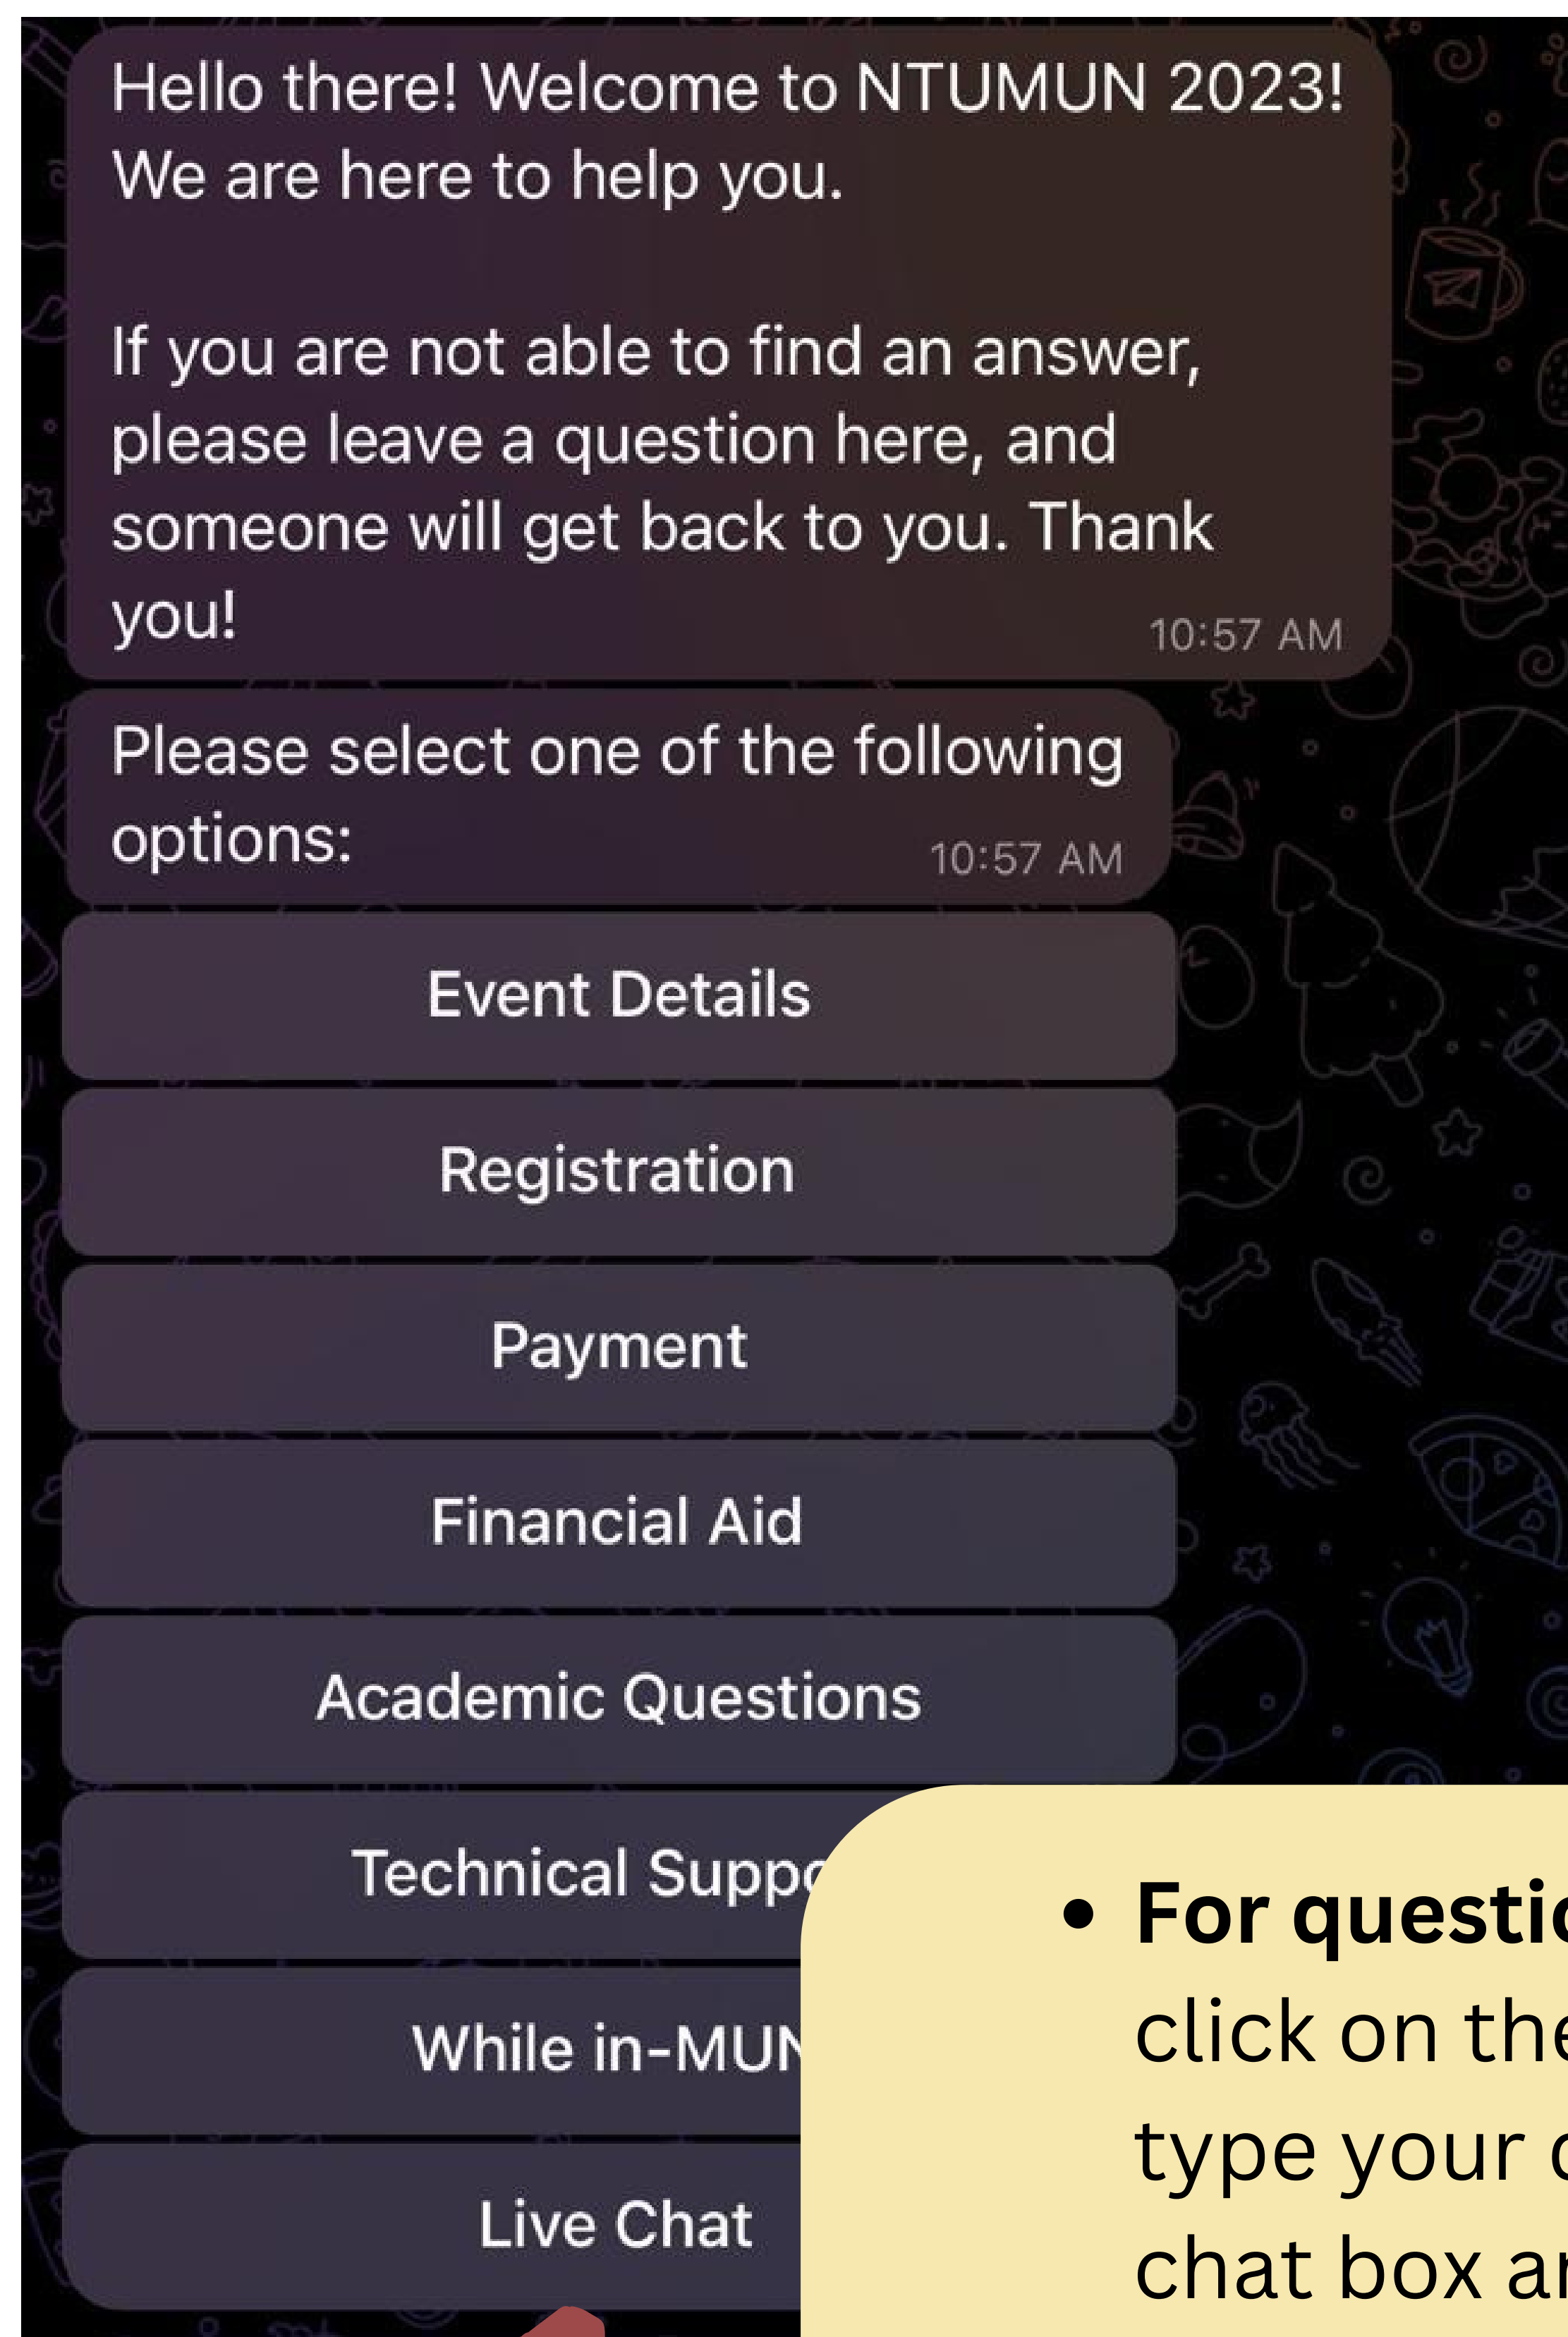 Hello there! Welcome to NTUMUN 2023!
We are here to help you.
If you are not able to find an answer,
please leave a question here, and
someone will get back to you. Thank
you!
10:57 AM
Please select one of the following
options:
10:57 AM
Event Details
Registration
Payment
Financial Aid
Academic Questions
Technical
While in-MUN
Live Chat
• For
click on the
type your
chat box